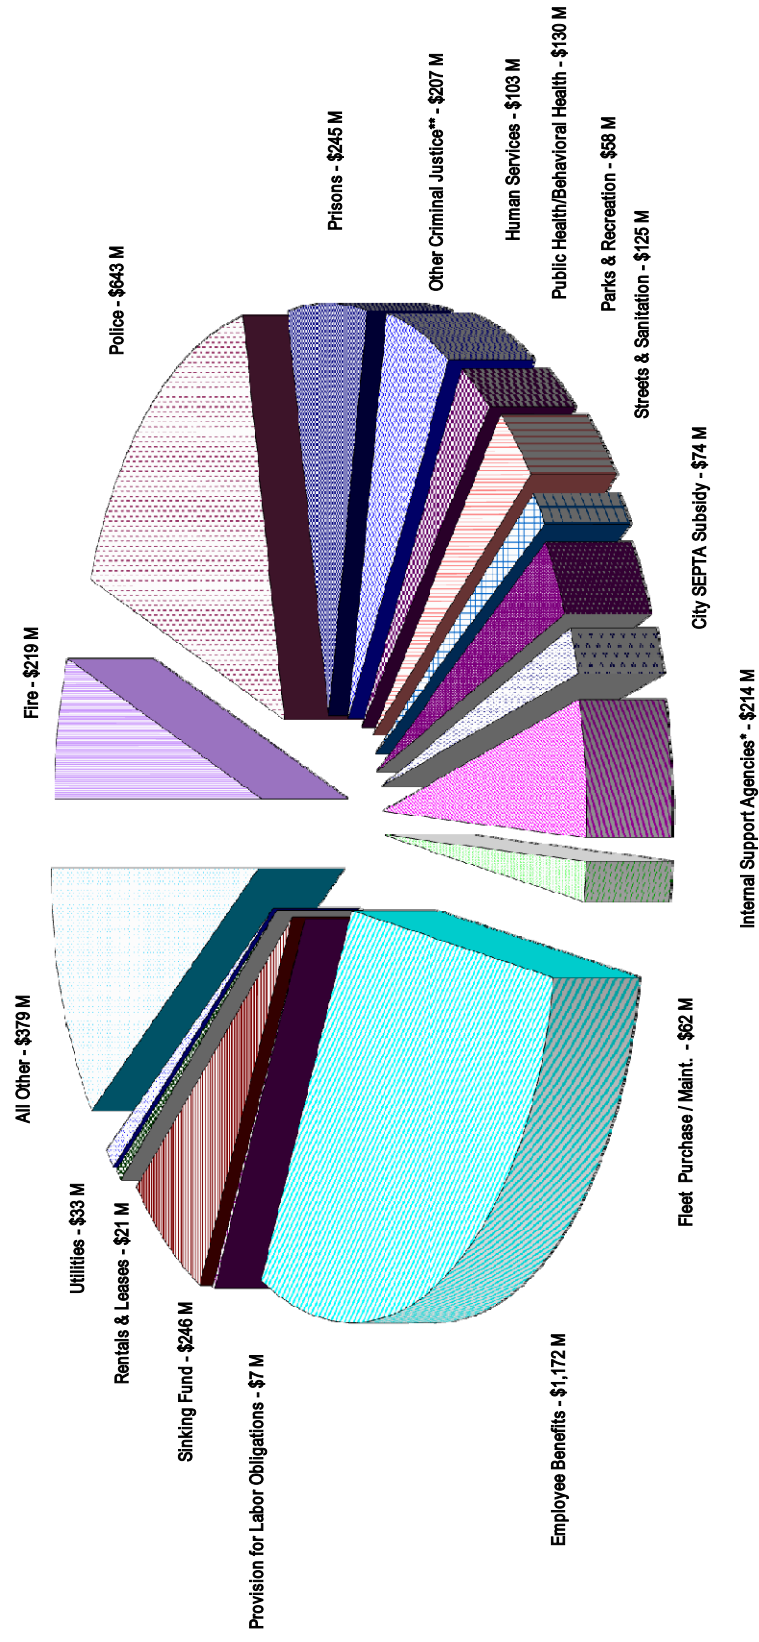 Police - $643 M
Prisons - $245 M
Other Criminal Justice** - $207 M
Human Services - $103 M
Public Health/Behavioral Health - $130 M
Parks & Recreation - $58 M
Streets & Sanitation - $125 M
City SEPTA Subsidy - $74 M
Internal Support Agencies* - $214 M
Fleet Purchase / Maint. - $62 M
Employee Benefits - $1,172 M
Provision for Labor Obligations - $7 M
Sinking Fund - $246 M
Rentals & Leases - $21 M
Utilities - $33 M
All Other - $379 M
Fire - $219 M